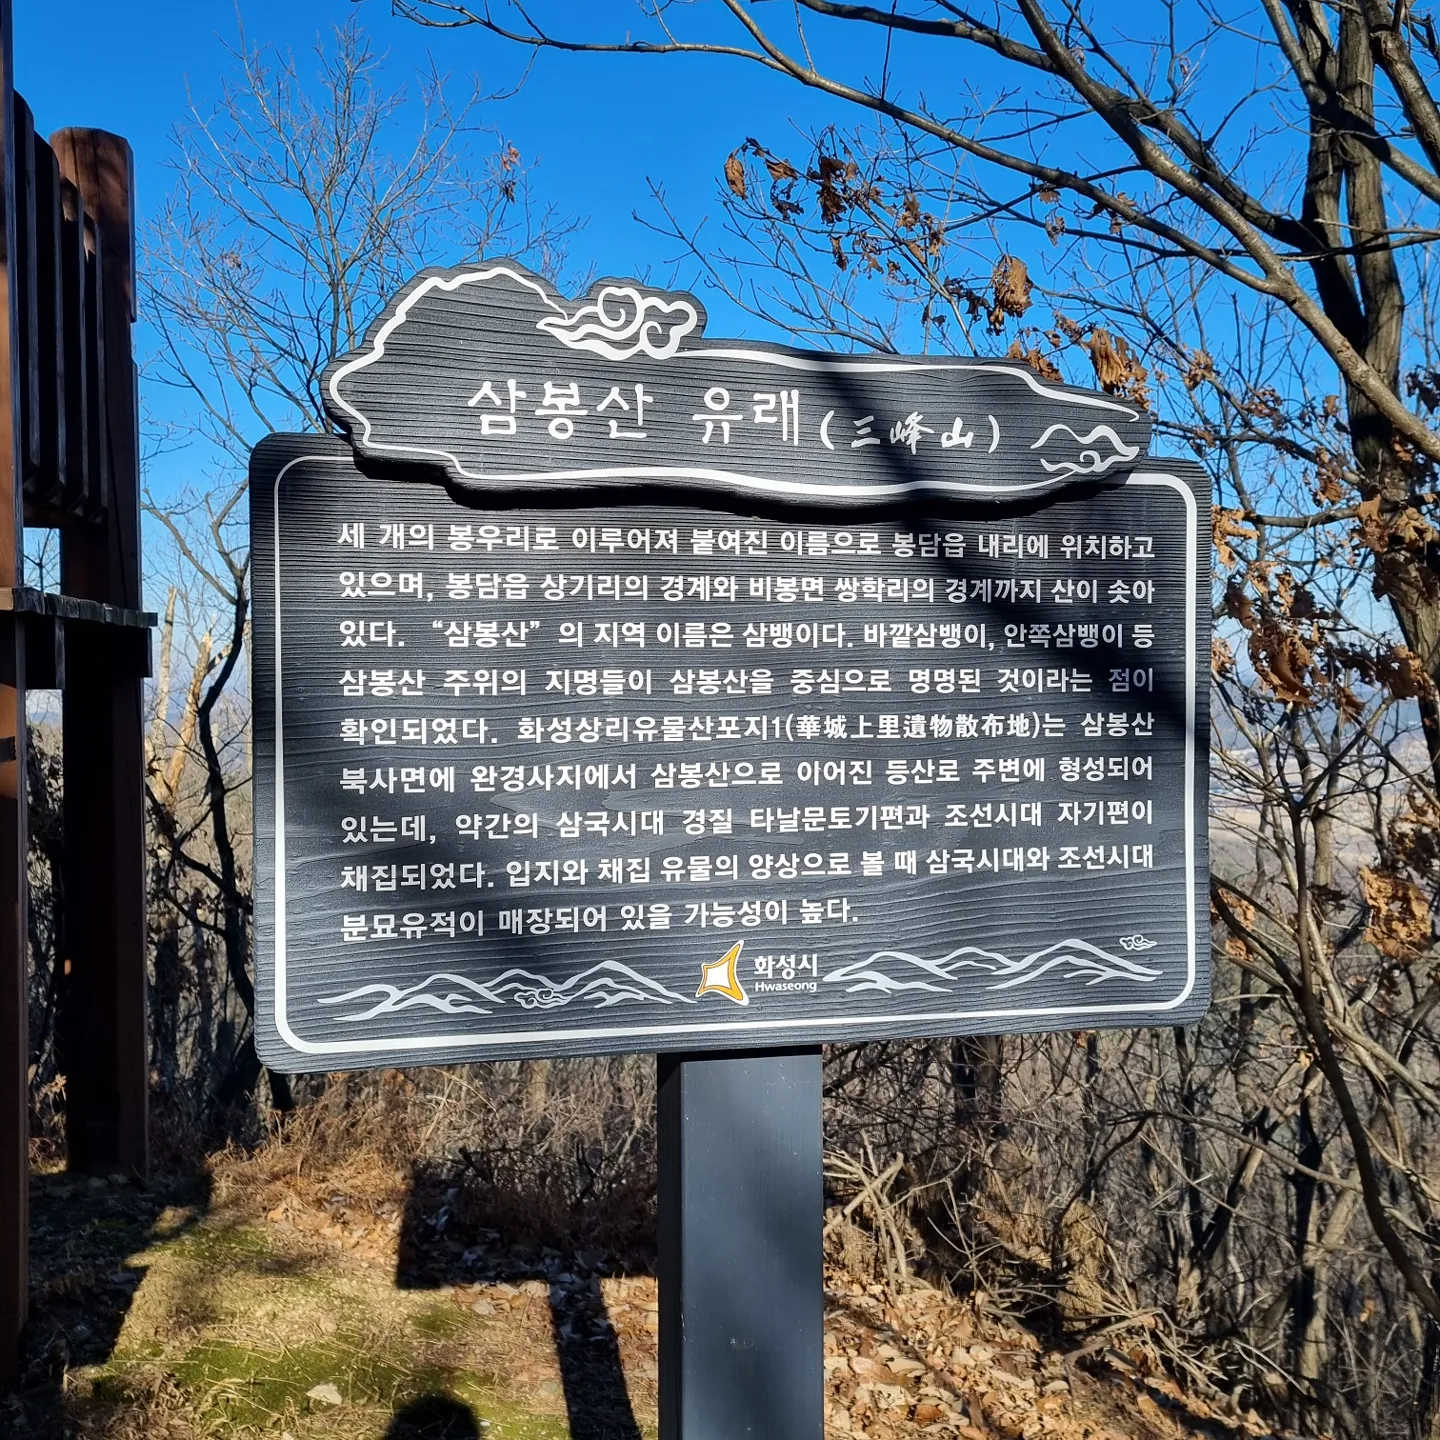 삼봉산 유래(三峰山)
세 개의 봉우리로 이루어져 붙여진 이름으로 봉담읍 내리에 위치하고
있으며, 봉담읍 상기리의 경계와 비봉면 쌍학리의 경계까지 산이 솟아
있다. “삼봉산” 의 지역 이름은 삼뱅이다. 바깥삼뱅이, 안쪽삼뱅이 등
삼봉산 주위의 지명들이 삼봉산을 중심으로 명명된 것이라는 점이
확인되었다. 화성상리유물산포지1(華城上里遺物散布地)는 삼봉산
북사면에 완경사지에서 삼봉산으로 이어진 등산로 주변에 형성되어
있는데, 약간의 삼국시대 경질 타날문토기편과 조선시대 자기편이
채집되었다. 입지와 채집 유물의 양상으로 볼 때 삼국시대와 조선시대
분묘유적이 매장되어 있을 가능성이 높다.
화성시
Hwaseong